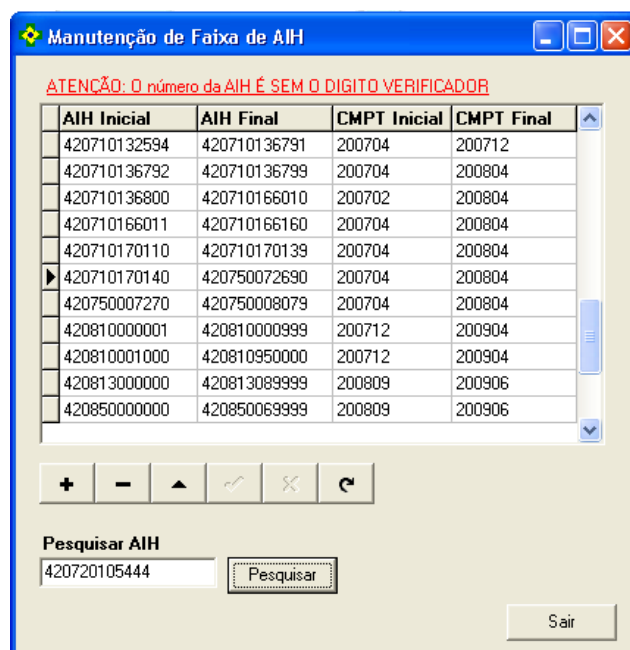 Manutenção de Faixa de AIH
ATENÇÃO: O número da AIH É SEM O DIGITO VERIFICADOR
AIH Inicial AIH Final CMPT Inicial CMPT Final
420710132594 420710136791 200704 200712
420710136792 420710136799 200704 200804
420710136800 420710166010 200702 200804
420710166011 420710166160 200704 200804
420710170110 420710170139 200704 200804
420710170140 420750072690 200704 200804
420750007270 420750008079 200704 200804
420810000001 420810000999 200712 200904
420810001000 420810950000 200712 200904
420813000000 420813089999 200809 200906
420850000000 420850069999 200809 200906
Pesquisar AIH
420720105444 Pesquisar
Sair